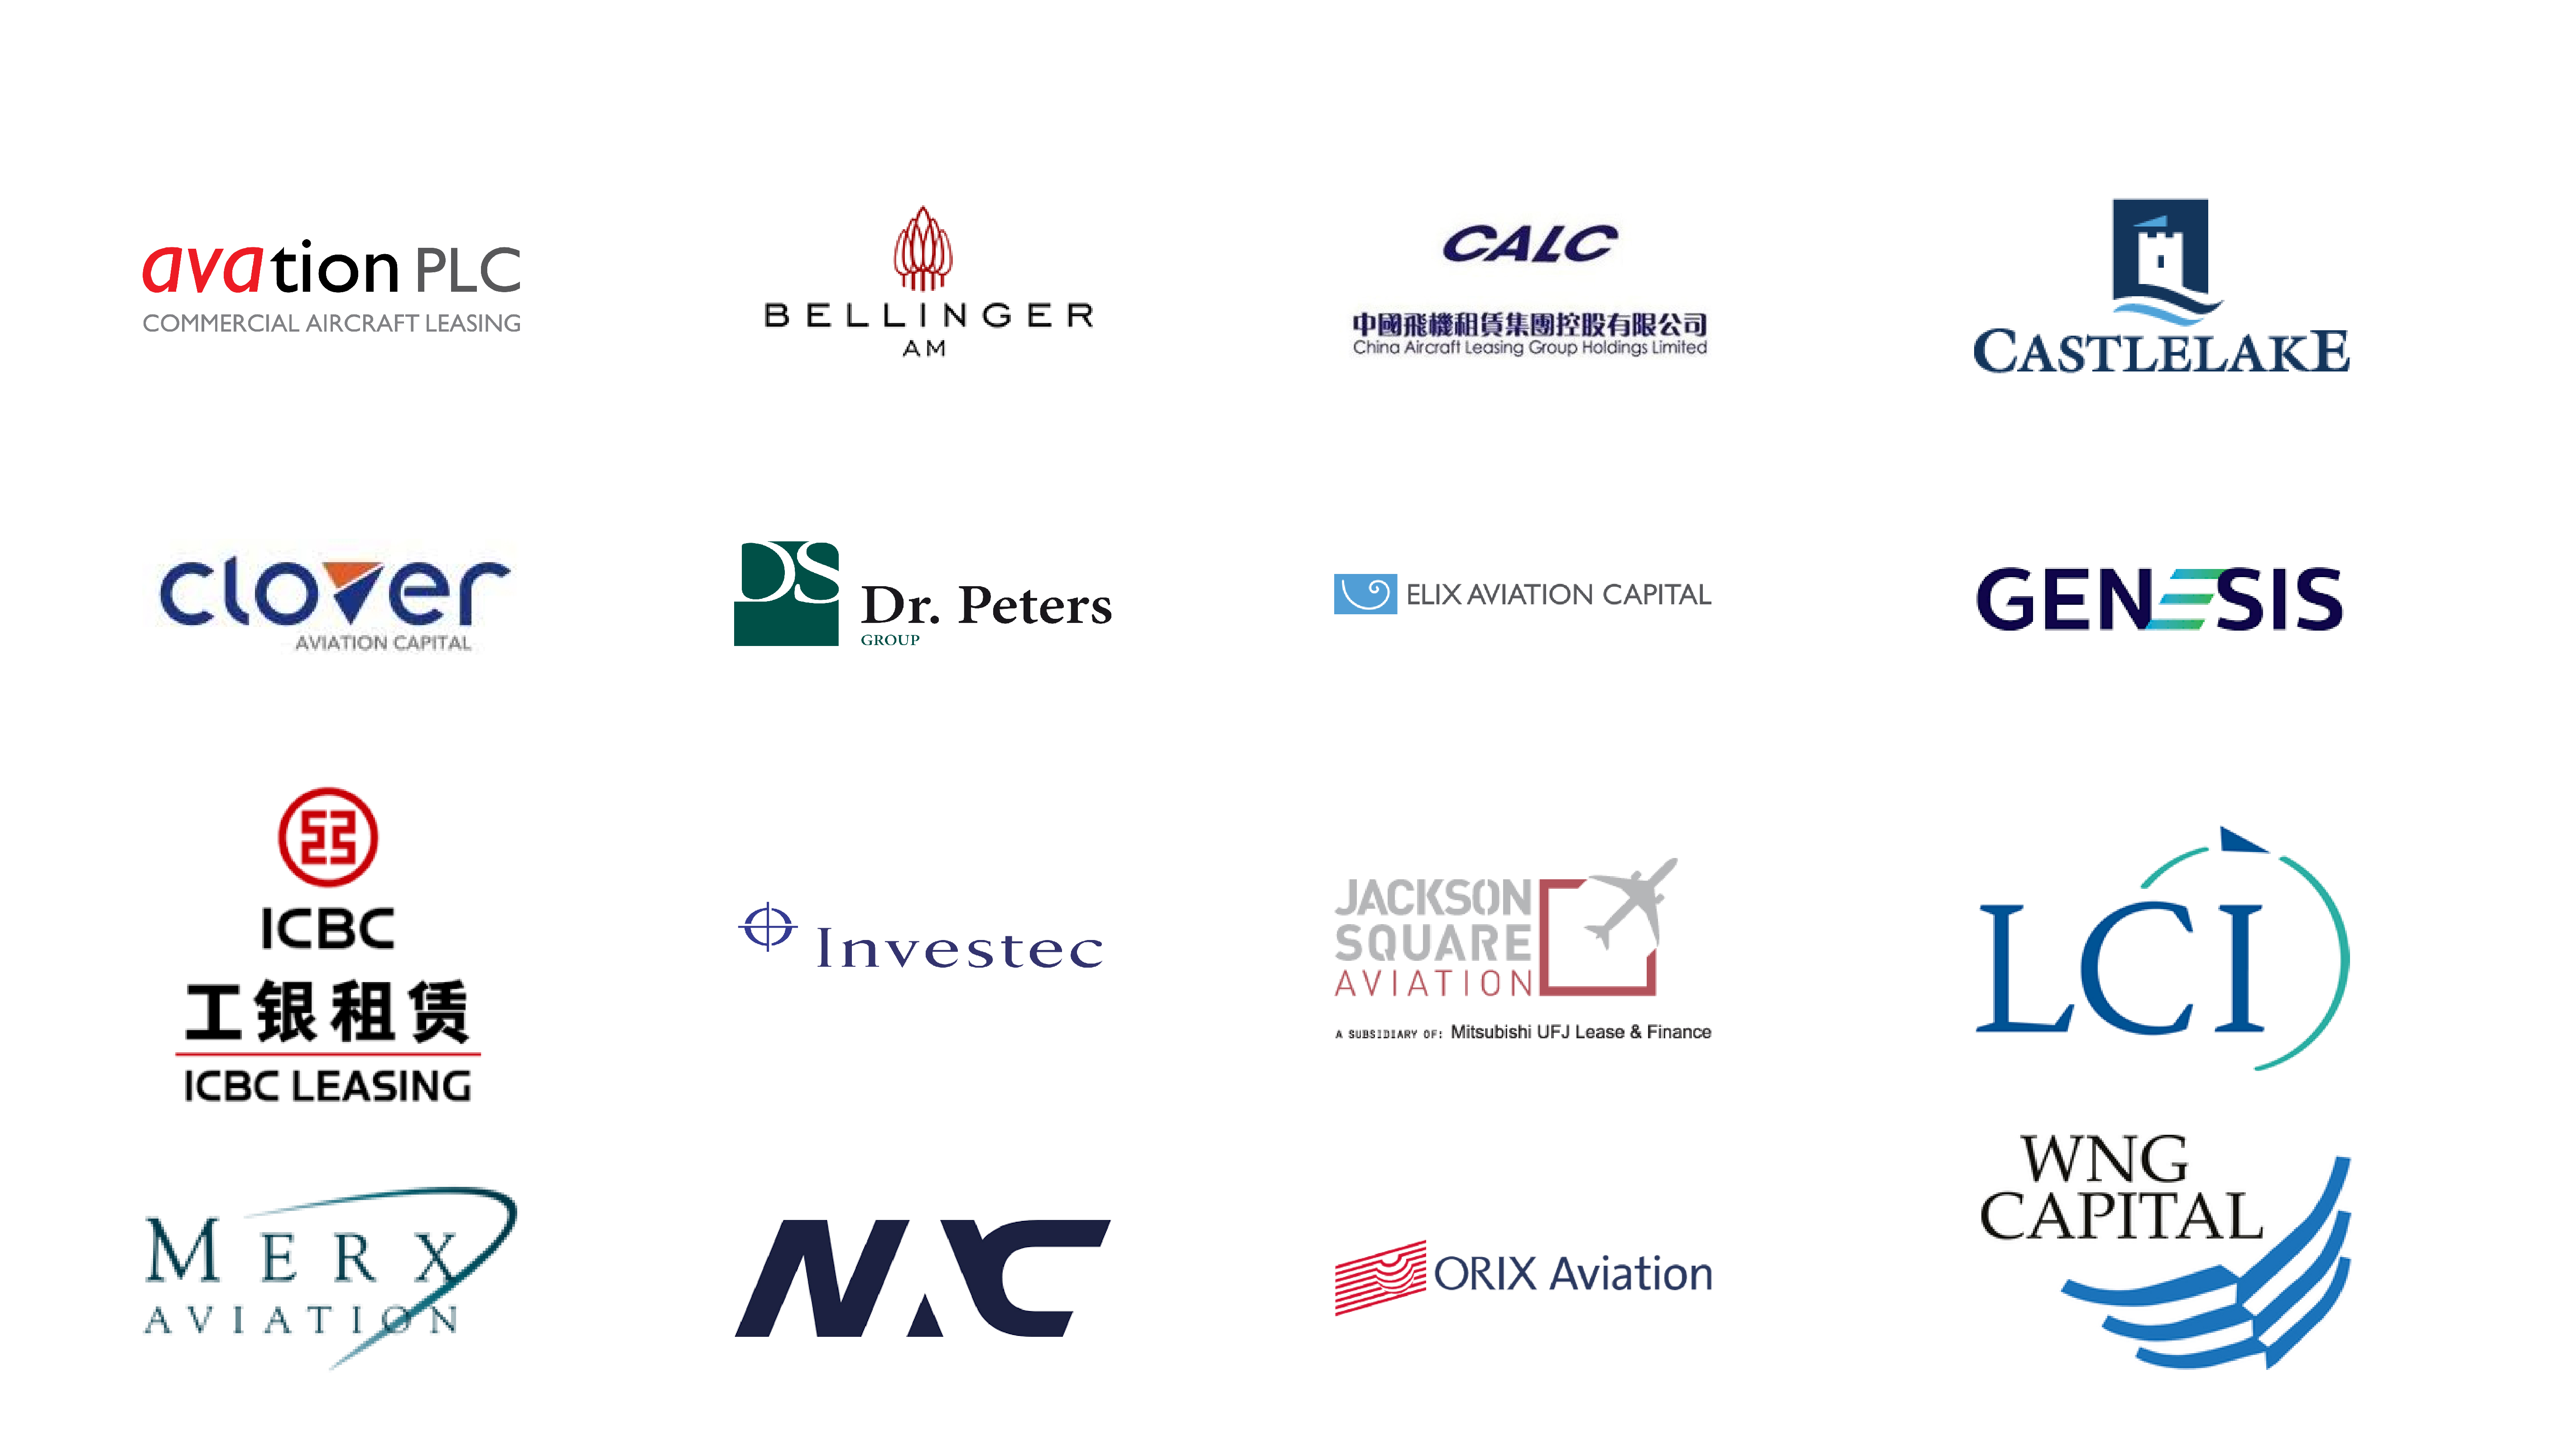 avation PLC
COMMERCIAL AIRCRAFT LEASING
BELLINGER
AM
CALC
中國飛機租賃集團控股有限公司
China Aircraft Leasing Group Holdings Limited
CASTLELAKE
clover
AVIATION CAPITAL
DS
Dr. Peters
GROUP
ELIX AVIATION CAPITAL
GENESIS
ICBC
工银租赁
ICBC LEASING
Investec
JACKSON
SQUARE
AVIATION
A SUBSIDIARY OF: Mitsubishi UFJ Lease & Finance
LCI
MERX
AVIATION
NAC
ORIX Aviation
WNG
CAPITAL